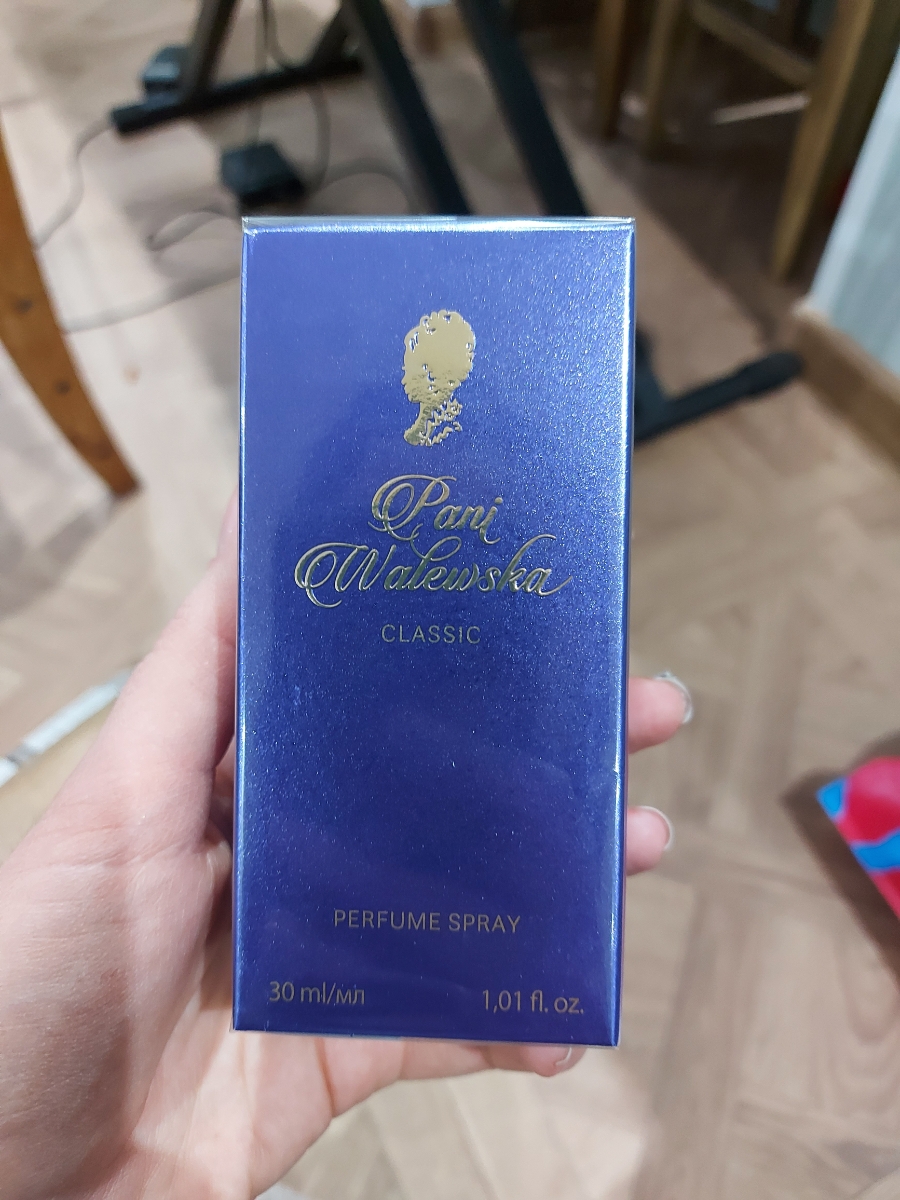 Pani
Walewska
CLASSIC
PERFUME SPRAY
30 ml/мл 1,01 fl. oz.